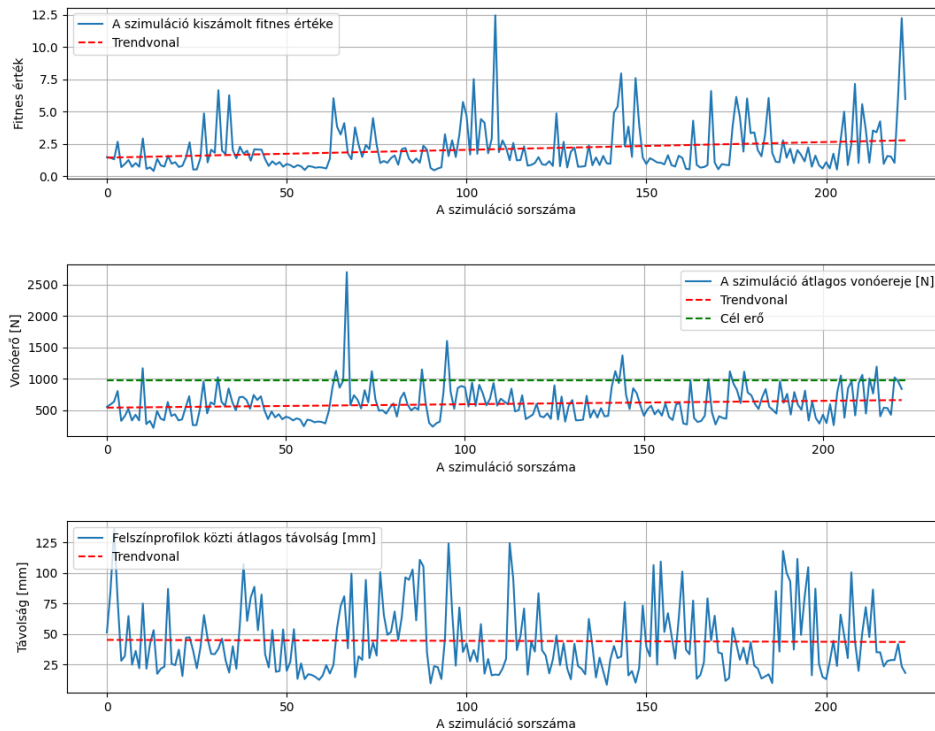 12.5
10.0
7.5
5.0
2.5
0.0
Fitnes érték
A szimuláció kiszámolt fitnes értéke
Trendvonal
0
50
100
150
200
A szimuláció sorszáma
2500
2000
1500
1000
500
Vonóerő [N]
A szimuláció átlagos vonóereje [N]
Trendvonal
Cél erő
0
50
100
150
200
A szimuláció sorszáma
125
100
75
50
25
Távolság [mm]
Felszínprofilok közti átlagos távolság [mm]
Trendvonal
0
50
100
150
200
A szimuláció sorszáma